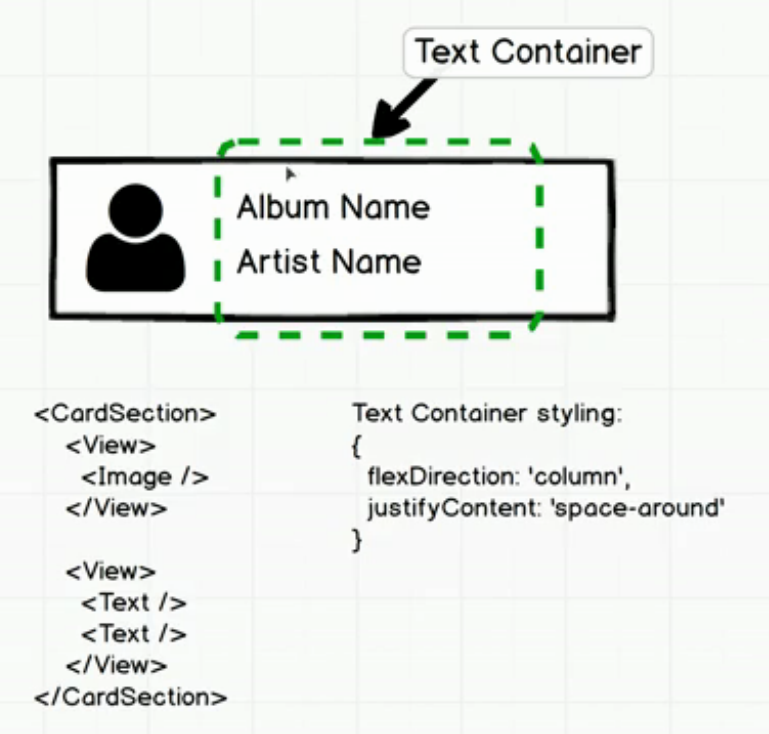 Text Container
Album Name
Artist Name
<CardSection>
<View>
<Image />
</View>
<View>
<Text />
<Text />
</View>
</CardSection>
Text Container styling:
{
flexDirection: 'column',
justifyContent: 'space-around'
}